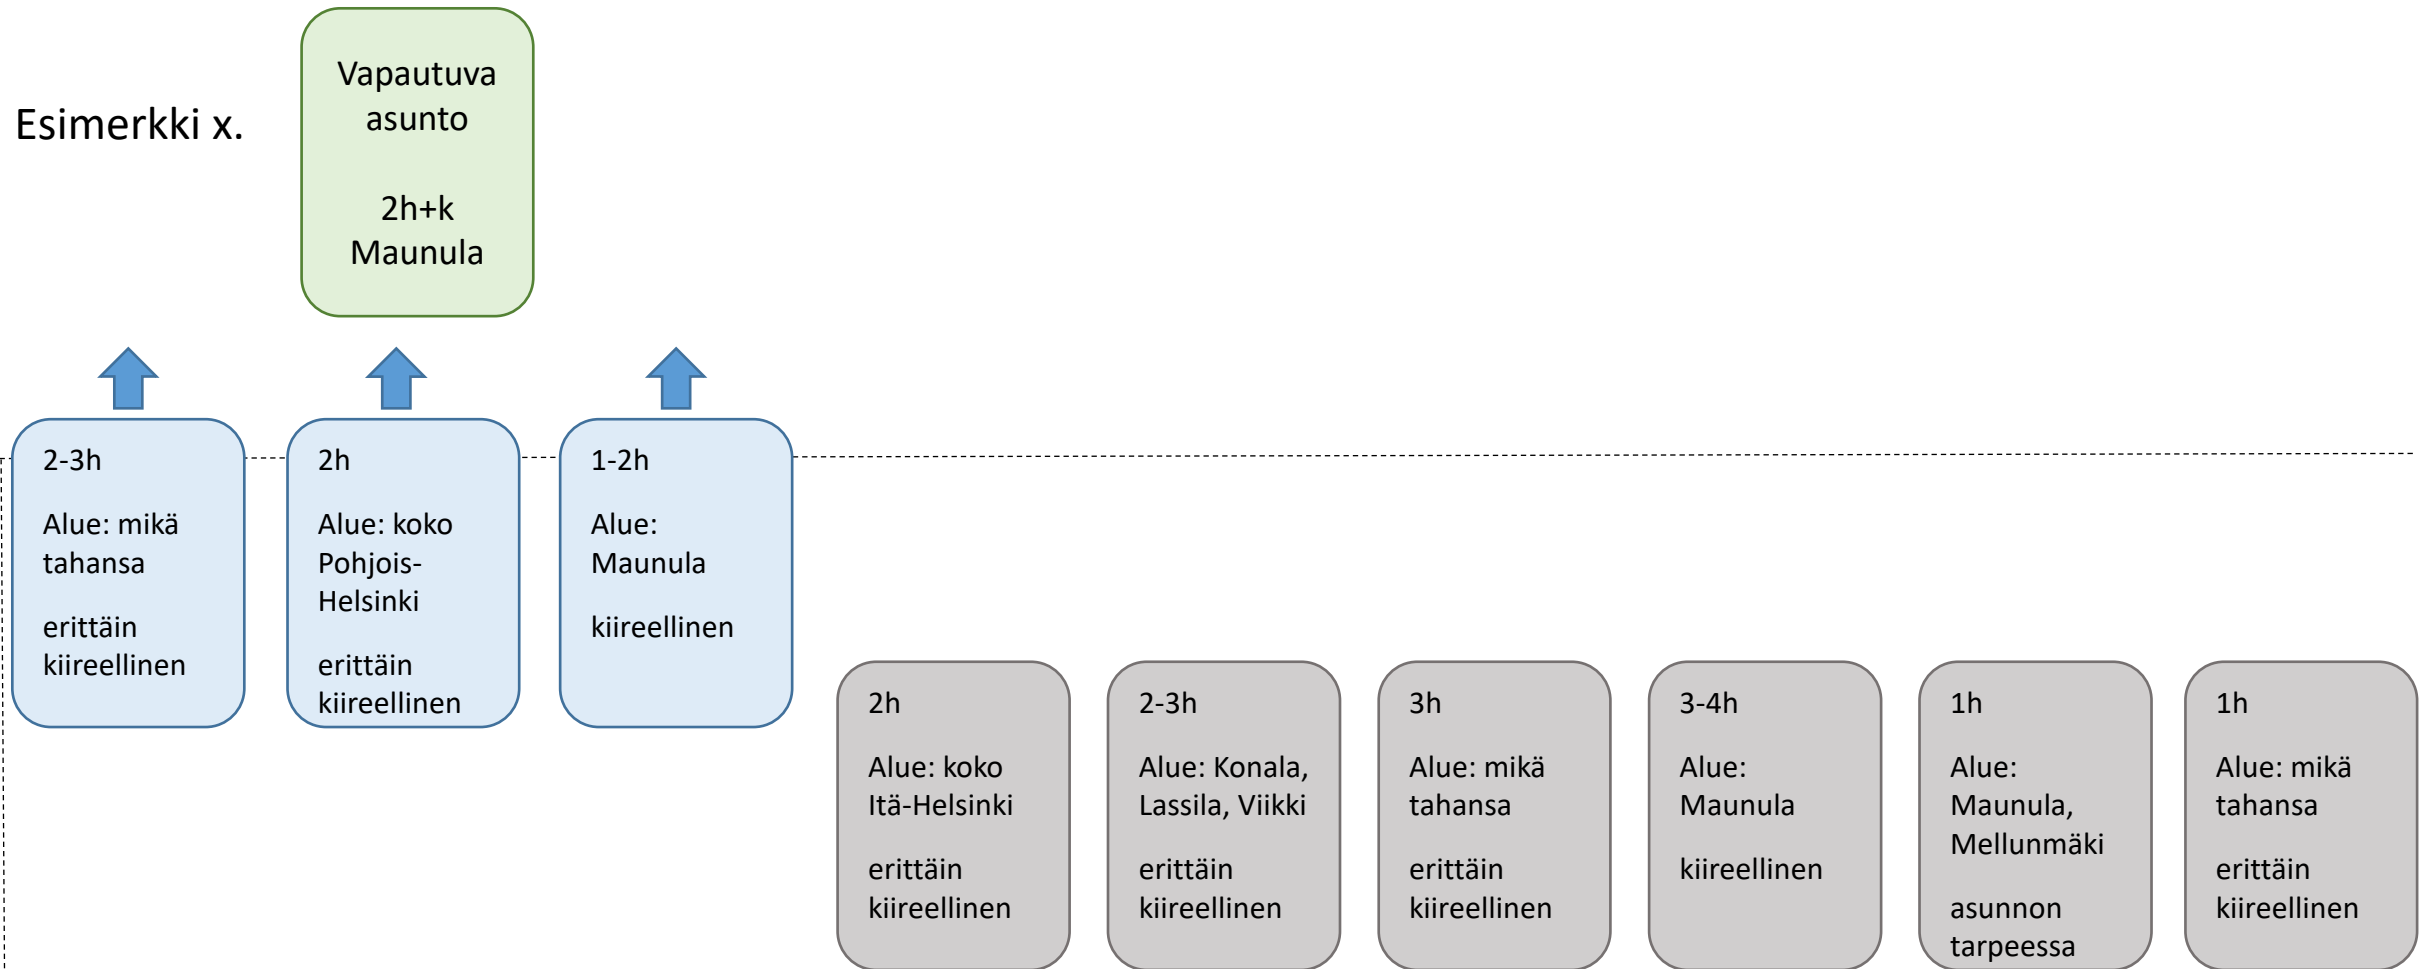 Esimerkki x.
Vapautuva
asunto
2h+k
Maunula
2-3h
Alue: mikä
tahansa
erittäin
kiireellinen
2h
Alue: koko
Pohjois-
Helsinki
erittäin
kiireellinen
1-2h
Alue:
Maunula
kiireellinen
2h
Alue: koko
Itä-Helsinki
erittäin
kiireellinen
2-3h
Alue: Konala,
Lassila, Viikki
erittäin
kiireellinen
3h
Alue: mikä
tahansa
erittäin
kiireellinen
3-4h
Alue:
Maunula
kiireellinen
1h
Alue:
Maunula,
Mellunmäki
asunnon
tarpeessa
1h
Alue: mikä
tahansa
erittäin
kiireellinen